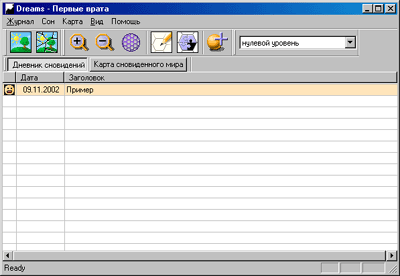 Dreams - Первые врата
Журнал Сон Карта Вид Помощь
нулевой уровень
Дневник сновидений Карта сновиденного мира
Дата Заголовок
09.11.2002 Пример
Ready